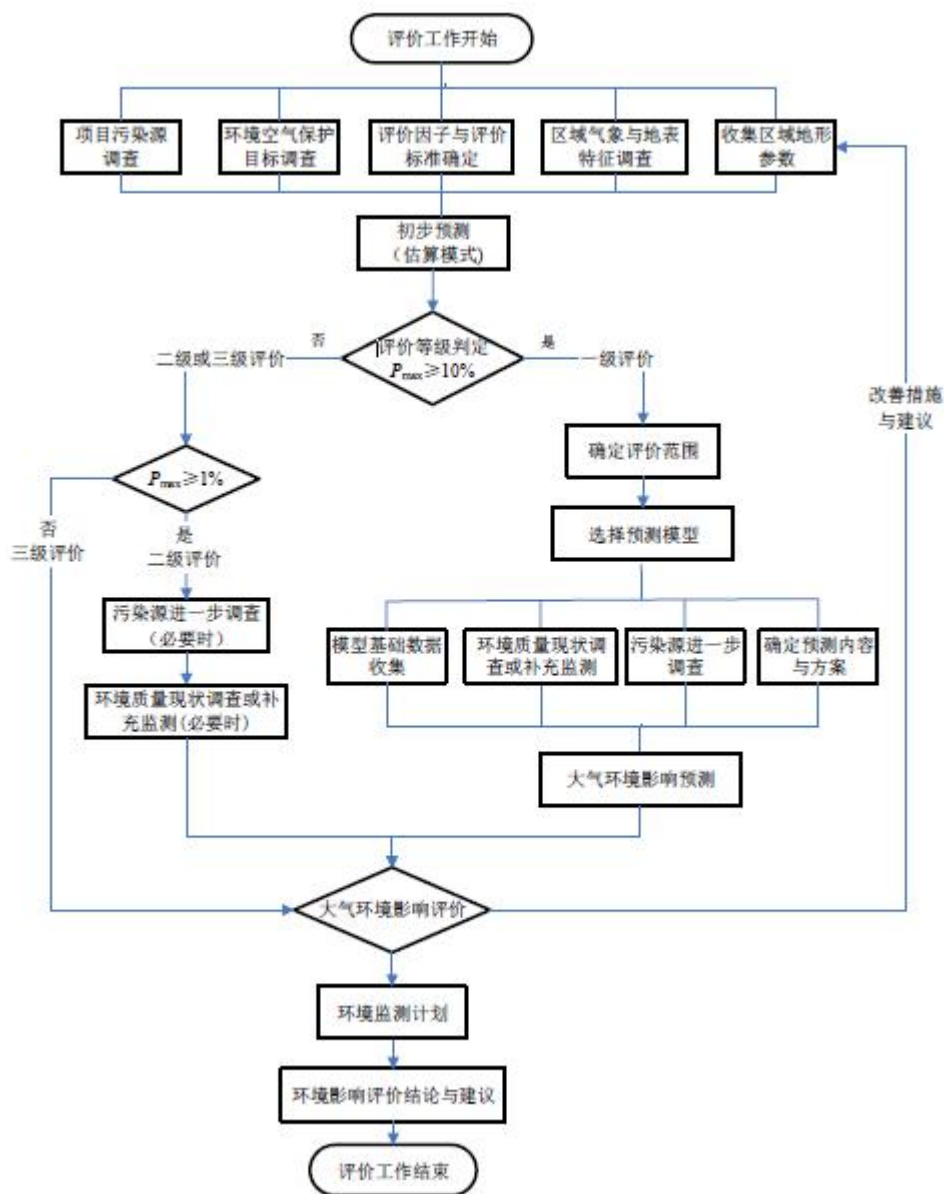 评价工作开始
项目污染源
调查
环境空气保护
目标调查
评价因子与评价
标准确定
区域气象与地表
特征调查
收集区域地形
参数
初步预测
（估算模式)
否
评价等级判定
Pmax≥10%
是
二级或三级评价
一级评价
改善措施
与建议
Pmax≥1%
确定评价范围
否
三级评价
是
二级评价
选择预测模型
污染源进一步调查
（必要时）
模型基础数据
收集
环境质量现状调
查或补充监测
污染源进一步
调查
确定预测内容
与方案
环境质量现状调查或补
充监测(必要时)
大气环境影响预测
大气环境影响评价
环境监测计划
环境影响评价结论与建议
评价工作结束